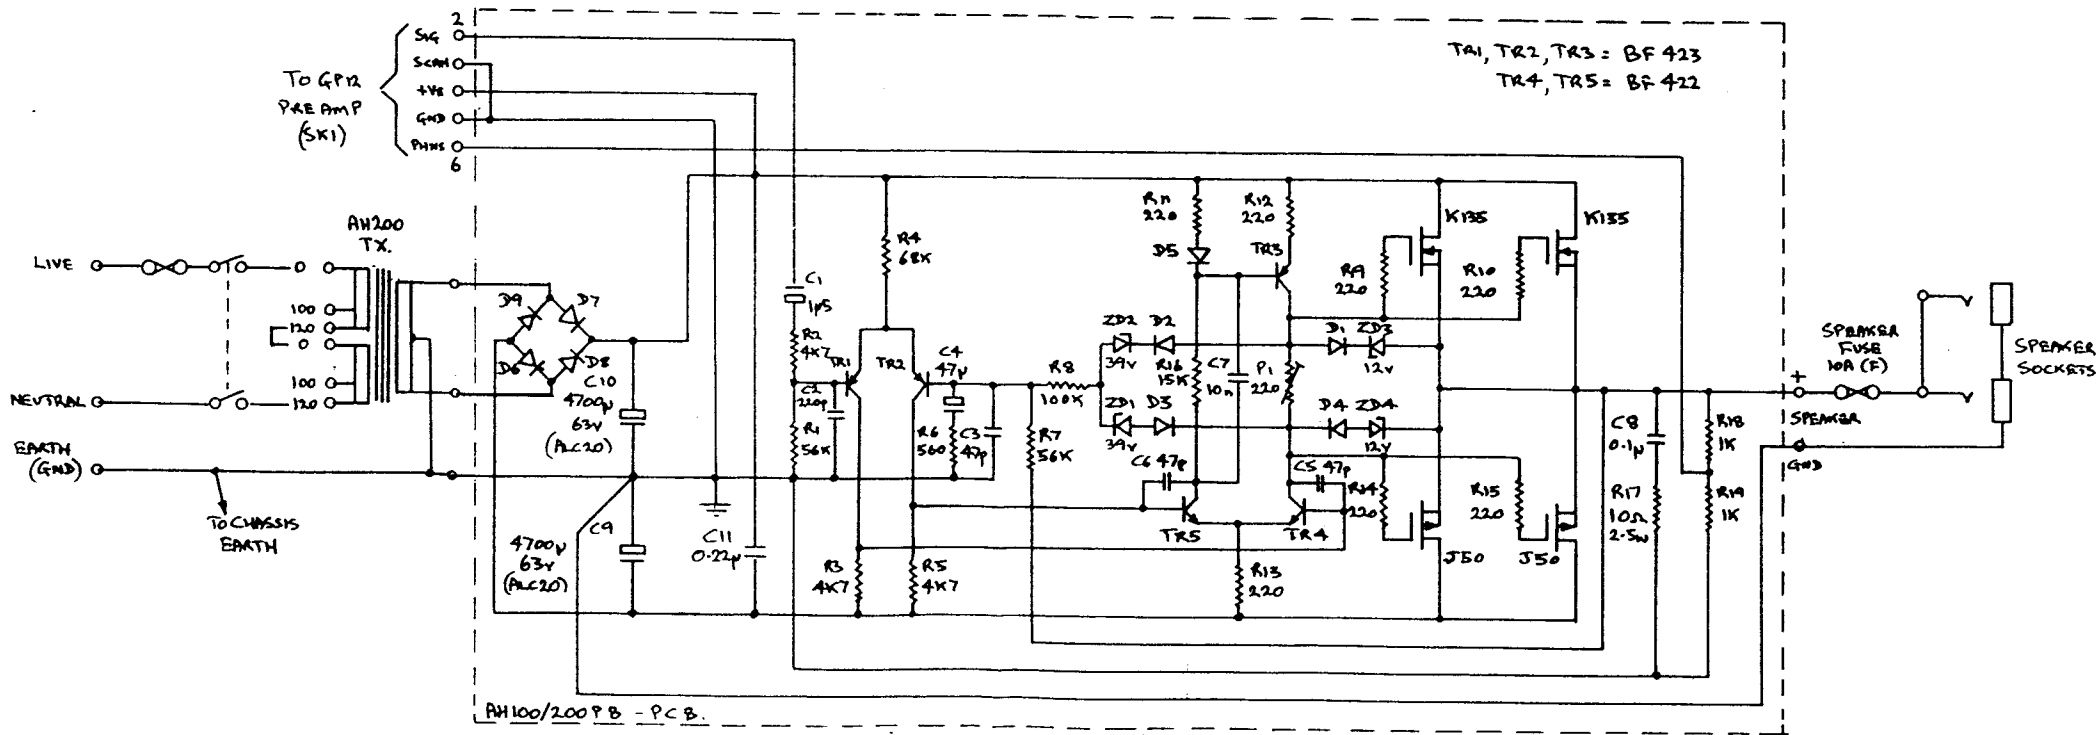 2
SIG
SCRN
+VE
GND
PHNS
6
TO GP12
PREAMP
(SK1)
TR1, TR2, TR3 = BF 423
TR4, TR5 = BF 422
AH200
TX.
LIVE
0
100
120
0
100
120
NEUTRAL
EARTH
(GND)
TO CHASSIS
EARTH
D9
D7
D6
D8
C10
4700µ
63v
(ALC20)
C9
4700µ
63v
(ALC20)
C11
0.22µ
C1
1µ5
R2
4K7
C2
220p
R1
56K
TR1
R4
68K
TR2
C4
47µ
R6
560
C3
47p
R3
4K7
R5
4K7
R8
100K
R7
56K
ZD2
39v
D2
ZD1
39v
D3
R11
220
D5
R12
220
TR3
R16
15K
C7
10n
P1
220
C6 47p
C5 47p
TR5
TR4
R13
220
D1
ZD3
12v
D4
ZD4
12v
R9
220
R10
220
K135
K135
R14
220
R15
220
J50
J50
C8
0.1µ
R17
10Ω
2.5w
R18
1K
R19
1K
+
SPEAKER
GND
SPEAKER
FUSE
10A (F)
SPEAKER
SOCKETS
AH100/200PB - PCB.